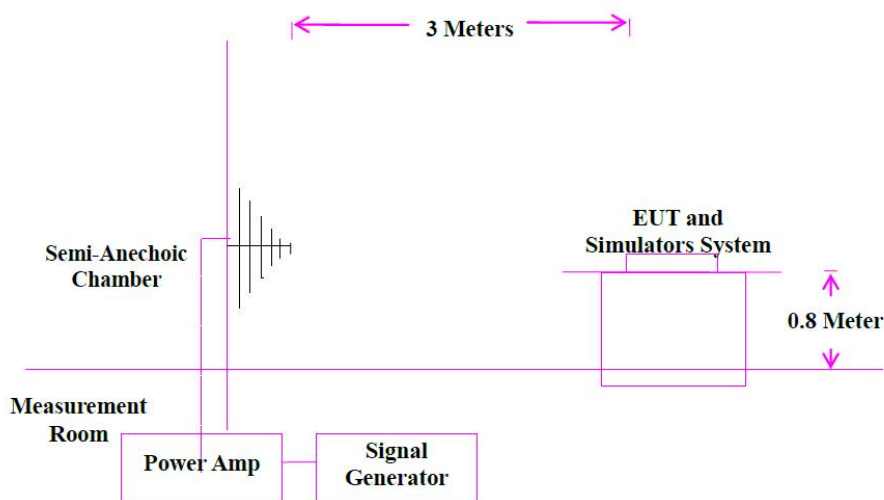 3 Meters
EUT and
Simulators System
Semi-Anechoic
Chamber
0.8 Meter
Measurement
Room
Power Amp
Signal
Generator